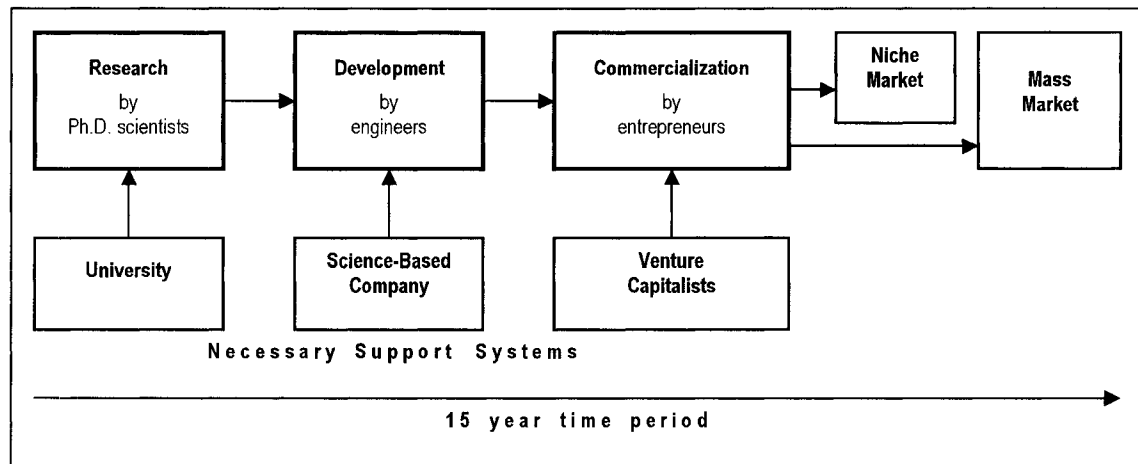 Research
by
Ph.D. scientists
Development
by
engineers
Commercialization
by
entrepreneurs
Niche
Market
Mass
Market
University
Science-Based
Company
Venture
Capitalists
Necessary Support Systems
15 year time period